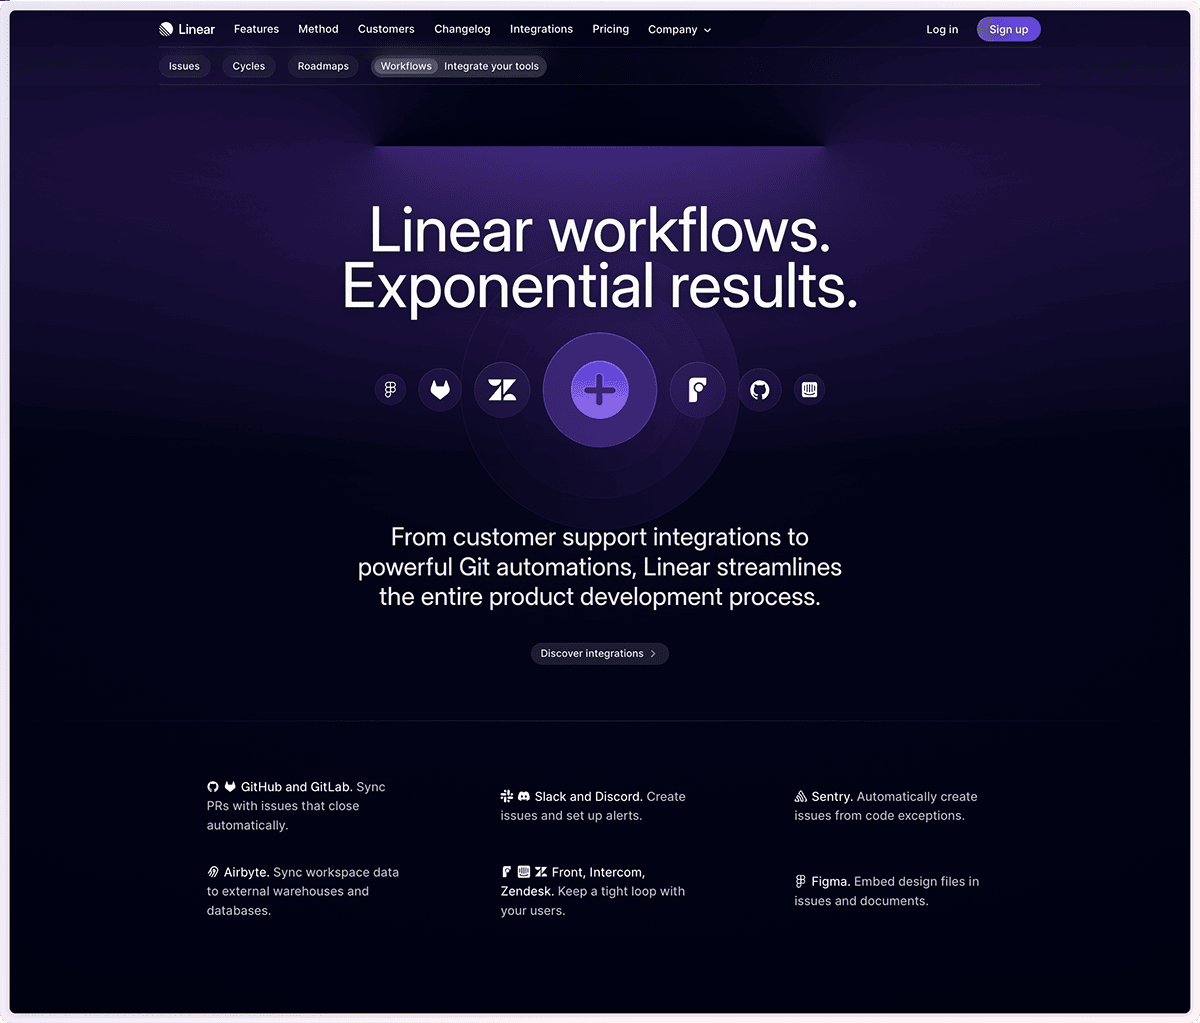 Linear Features Method Customers Changelog Integrations Pricing Company Log in Sign up
Issues Cycles Roadmaps Workflows Integrate your tools
Linear workflows.
Exponential results.
From customer support integrations to
powerful Git automations, Linear streamlines
the entire product development process.
Discover integrations
GitHub and GitLab. Sync
PRs with issues that close
automatically.
Slack and Discord. Create
issues and set up alerts.
Sentry. Automatically create
issues from code exceptions.
Airbyte. Sync workspace data
to external warehouses and
databases.
Front, Intercom,
Zendesk. Keep a tight loop with
your users.
Figma. Embed design files in
issues and documents.